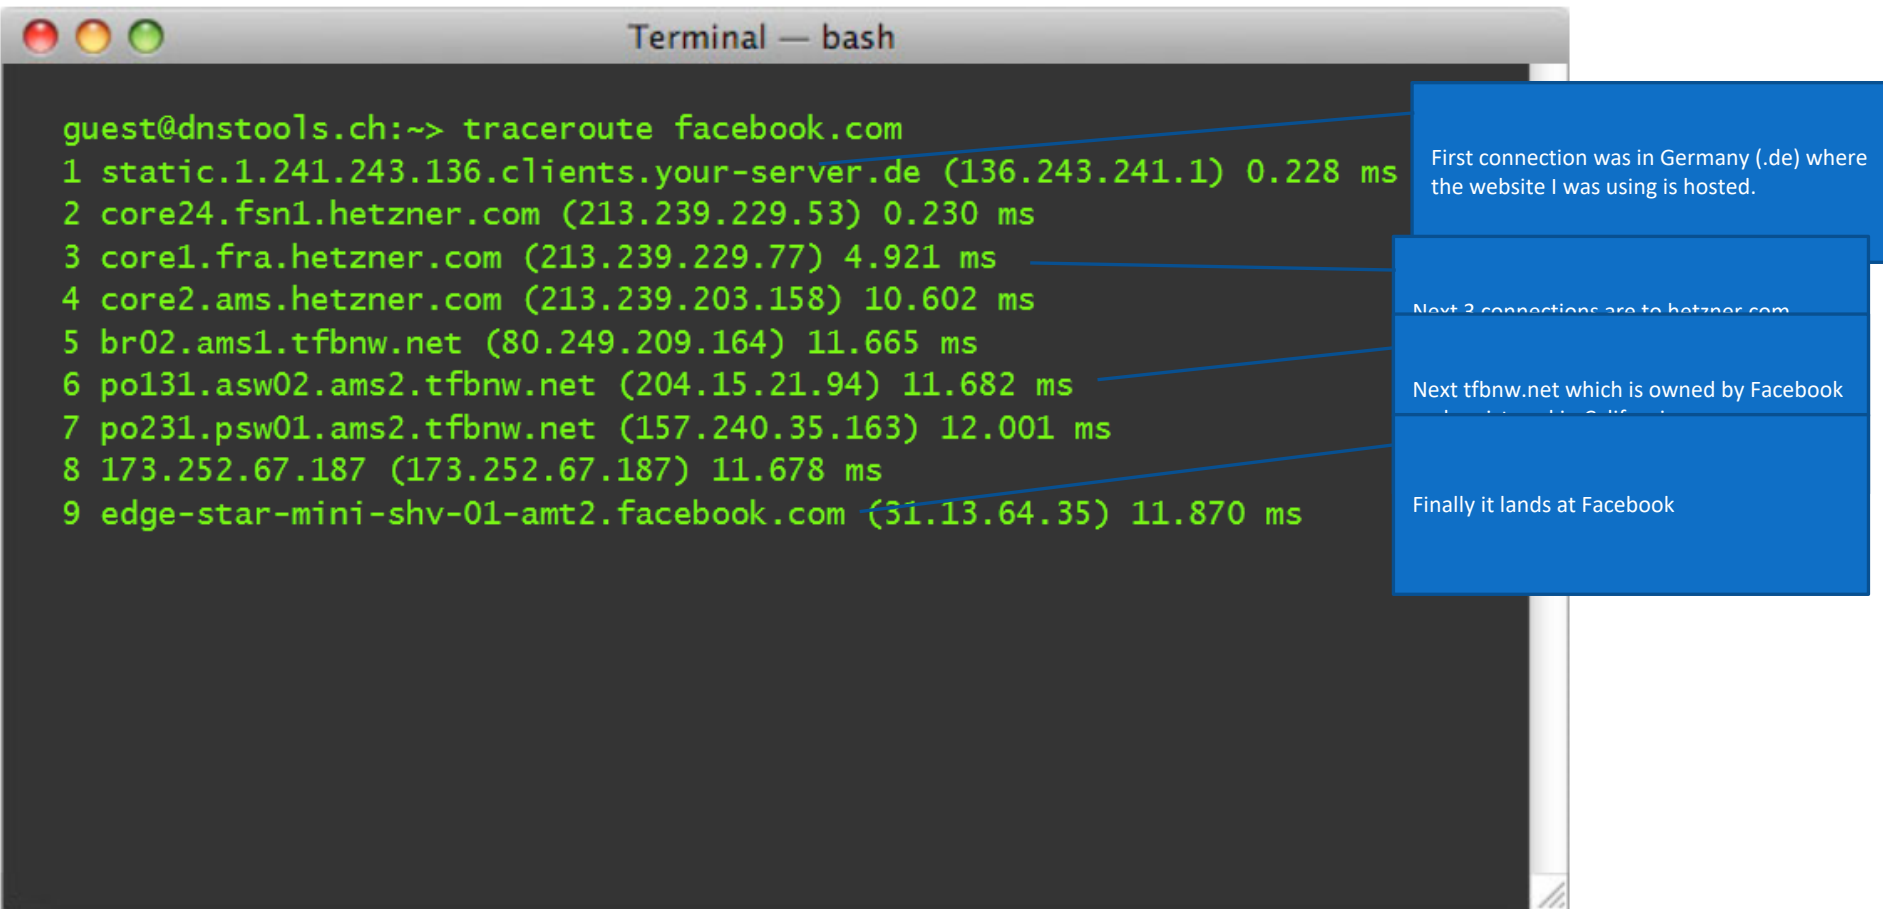 Terminal — bash
guest@dnstools.ch:~> traceroute facebook.com
1 static.1.241.243.136.clients.your-server.de (136.243.241.1) 0.228 ms
2 core24.fsn1.hetzner.com (213.239.229.53) 0.230 ms
3 core1.fra.hetzner.com (213.239.229.77) 4.921 ms
4 core2.ams.hetzner.com (213.239.203.158) 10.602 ms
5 br02.ams1.tfbnw.net (80.249.209.164) 11.665 ms
6 po131.asw02.ams2.tfbnw.net (204.15.21.94) 11.682 ms
7 po231.psw01.ams2.tfbnw.net (157.240.35.163) 12.001 ms
8 173.252.67.187 (173.252.67.187) 11.678 ms
9 edge-star-mini-shv-01-amt2.facebook.com (31.13.64.35) 11.870 ms
First connection was in Germany (.de) where
the website I was using is hosted.
Next 3 connections are to hetzner.com
Next tfbnw.net which is owned by Facebook
Finally it lands at Facebook